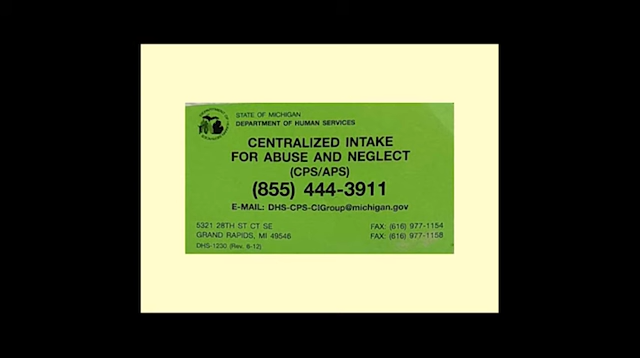 STATE OF MICHIGAN
DEPARTMENT OF HUMAN SERVICES
CENTRALIZED INTAKE
FOR ABUSE AND NEGLECT
(CPS/APS)
(855) 444-3911
E-MAIL: DHS-CPS-CIGroup@michigan.gov
5321 28TH ST CT SE
GRAND RAPIDS, MI 49546
DHS-1230 (Rev. 6-12)
FAX: (616) 977-1154
FAX: (616) 977-1158